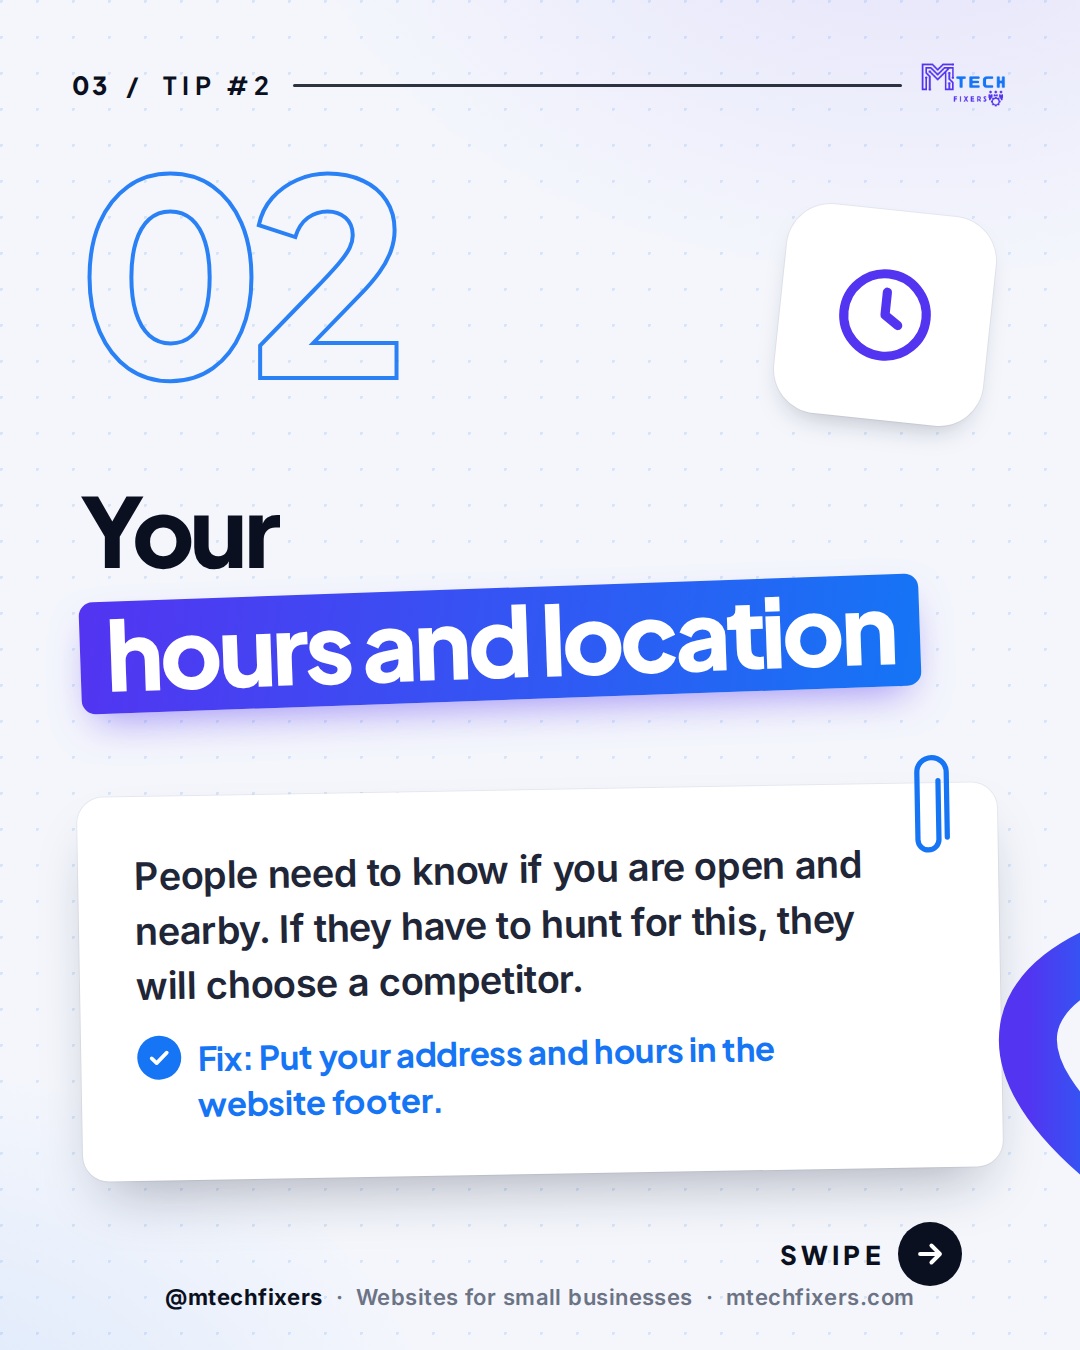 03 / TIP #2
MTECH
FIXERS
02
Your
hours and location
People need to know if you are open and
nearby. If they have to hunt for this, they
will choose a competitor.
Fix: Put your address and hours in the
website footer.
SWIPE
@mtechfixers · Websites for small businesses · mtechfixers.com